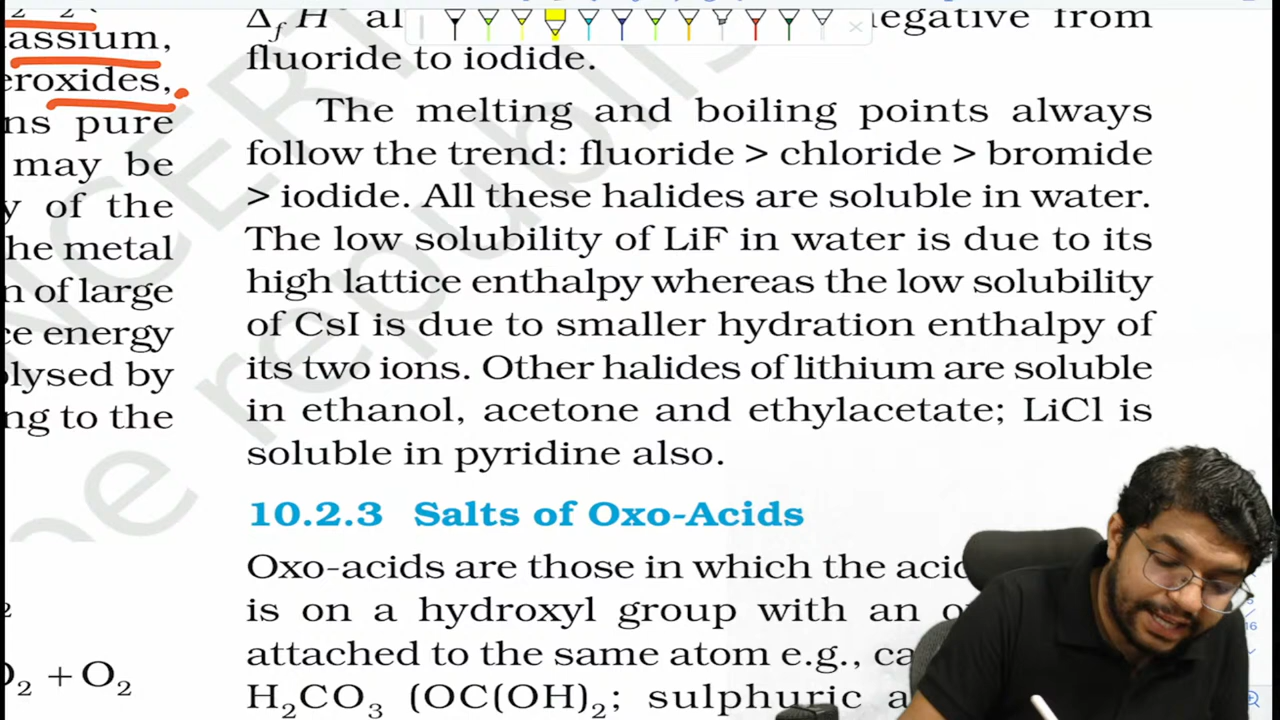 assium,
eroxides,
ns pure
may be
y of the
he metal
n of large
ce energy
lysed by
ng to the
+ O₂
ΔfH al negative from
fluoride to iodide.
The melting and boiling points always
follow the trend: fluoride > chloride > bromide
> iodide. All these halides are soluble in water.
The low solubility of LiF in water is due to its
high lattice enthalpy whereas the low solubility
of CsI is due to smaller hydration enthalpy of
its two ions. Other halides of lithium are soluble
in ethanol, acetone and ethylacetate; LiCl is
soluble in pyridine also.
10.2.3 Salts of Oxo-Acids
Oxo-acids are those in which the acid
is on a hydroxyl group with an o
attached to the same atom e.g., ca
H₂CO₃ (OC(OH)₂; sulphuric a
NCERT
be republis
16